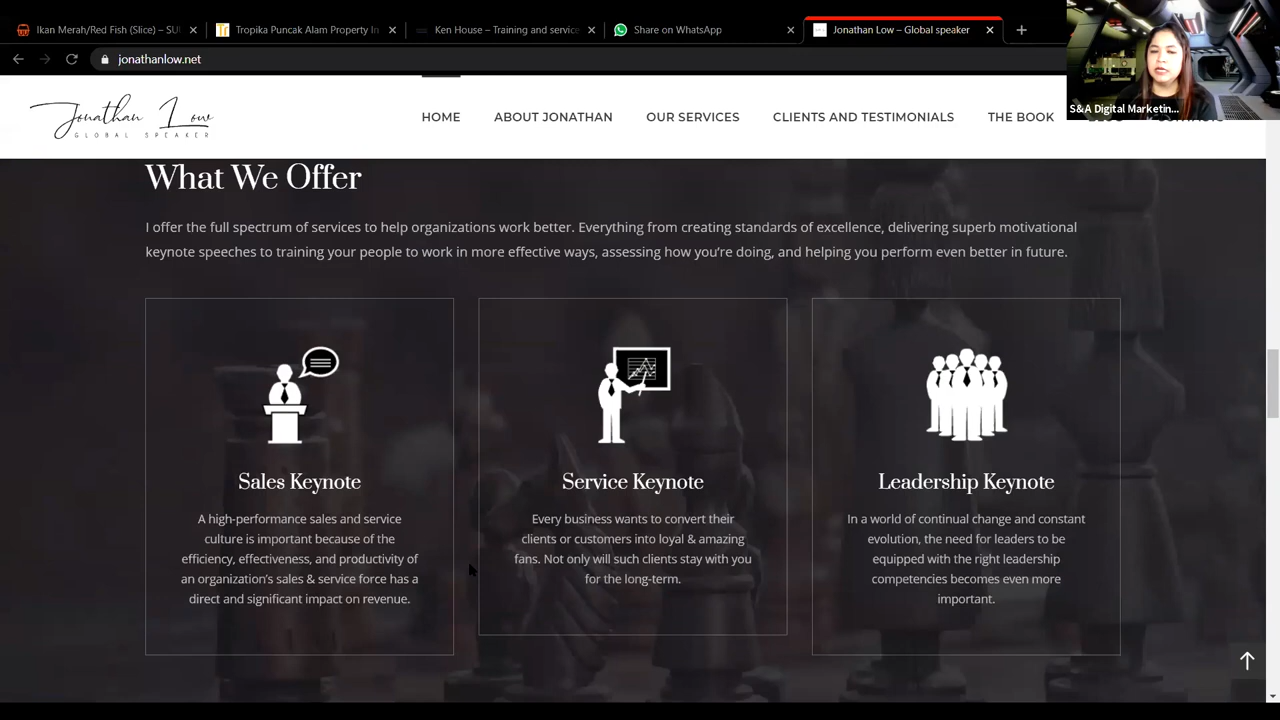 Ikan Merah/Red Fish (Slice) – SU
Tropika Puncak Alam Property In
Ken House – Training and service
Share on WhatsApp
Jonathan Low – Global speaker
jonathanlow.net
S&A Digital Marketin...
Jonathan Low
GLOBAL SPEAKER
HOME
ABOUT JONATHAN
OUR SERVICES
CLIENTS AND TESTIMONIALS
THE BOOK
What We Offer
I offer the full spectrum of services to help organizations work better. Everything from creating standards of excellence, delivering superb motivational
keynote speeches to training your people to work in more effective ways, assessing how you're doing, and helping you perform even better in future.
Sales Keynote
A high-performance sales and service
culture is important because of the
efficiency, effectiveness, and productivity of
an organization's sales & service force has a
direct and significant impact on revenue.
Service Keynote
Every business wants to convert their
clients or customers into loyal & amazing
fans. Not only will such clients stay with you
for the long-term.
Leadership Keynote
In a world of continual change and constant
evolution, the need for leaders to be
equipped with the right leadership
competencies becomes even more
important.